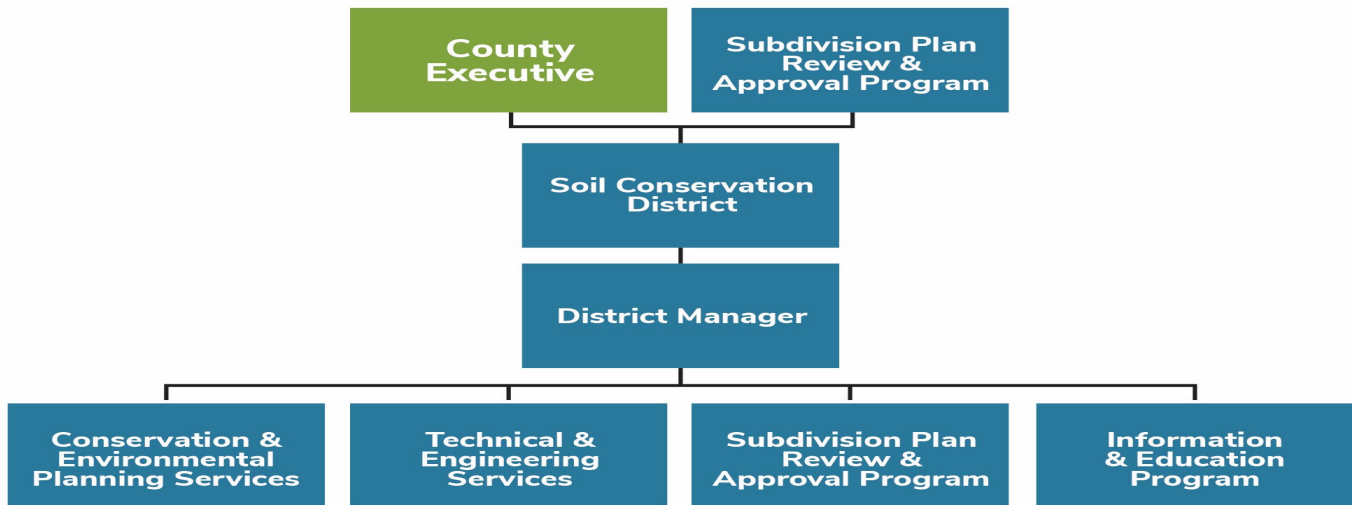 County
Executive
Subdivision Plan
Review &
Approval Program
Soil Conservation
District
District Manager
Conservation &
Environmental
Planning Services
Technical &
Engineering
Services
Subdivision Plan
Review &
Approval Program
Information
& Education
Program